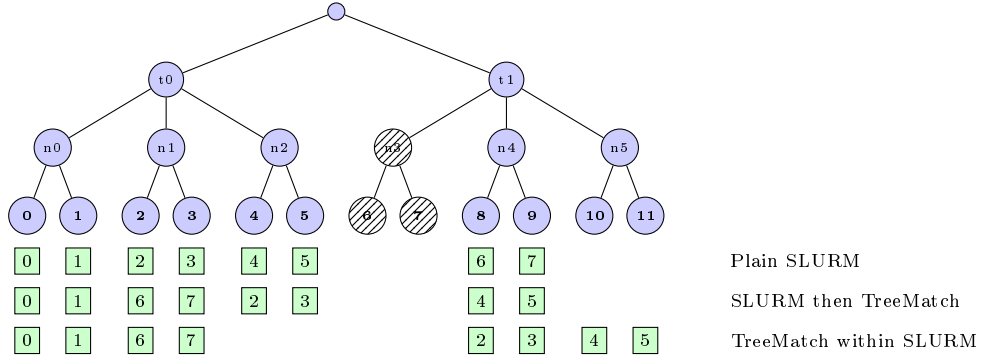 t0 t1
n0 n1 n2 n3 n4 n5
0 1 2 3 4 5 6 7 8 9 10 11
0 1 2 3 4 5 6 7 Plain SLURM
0 1 6 7 2 3 4 5 SLURM then TreeMatch
0 1 6 7 2 3 4 5 TreeMatch within SLURM